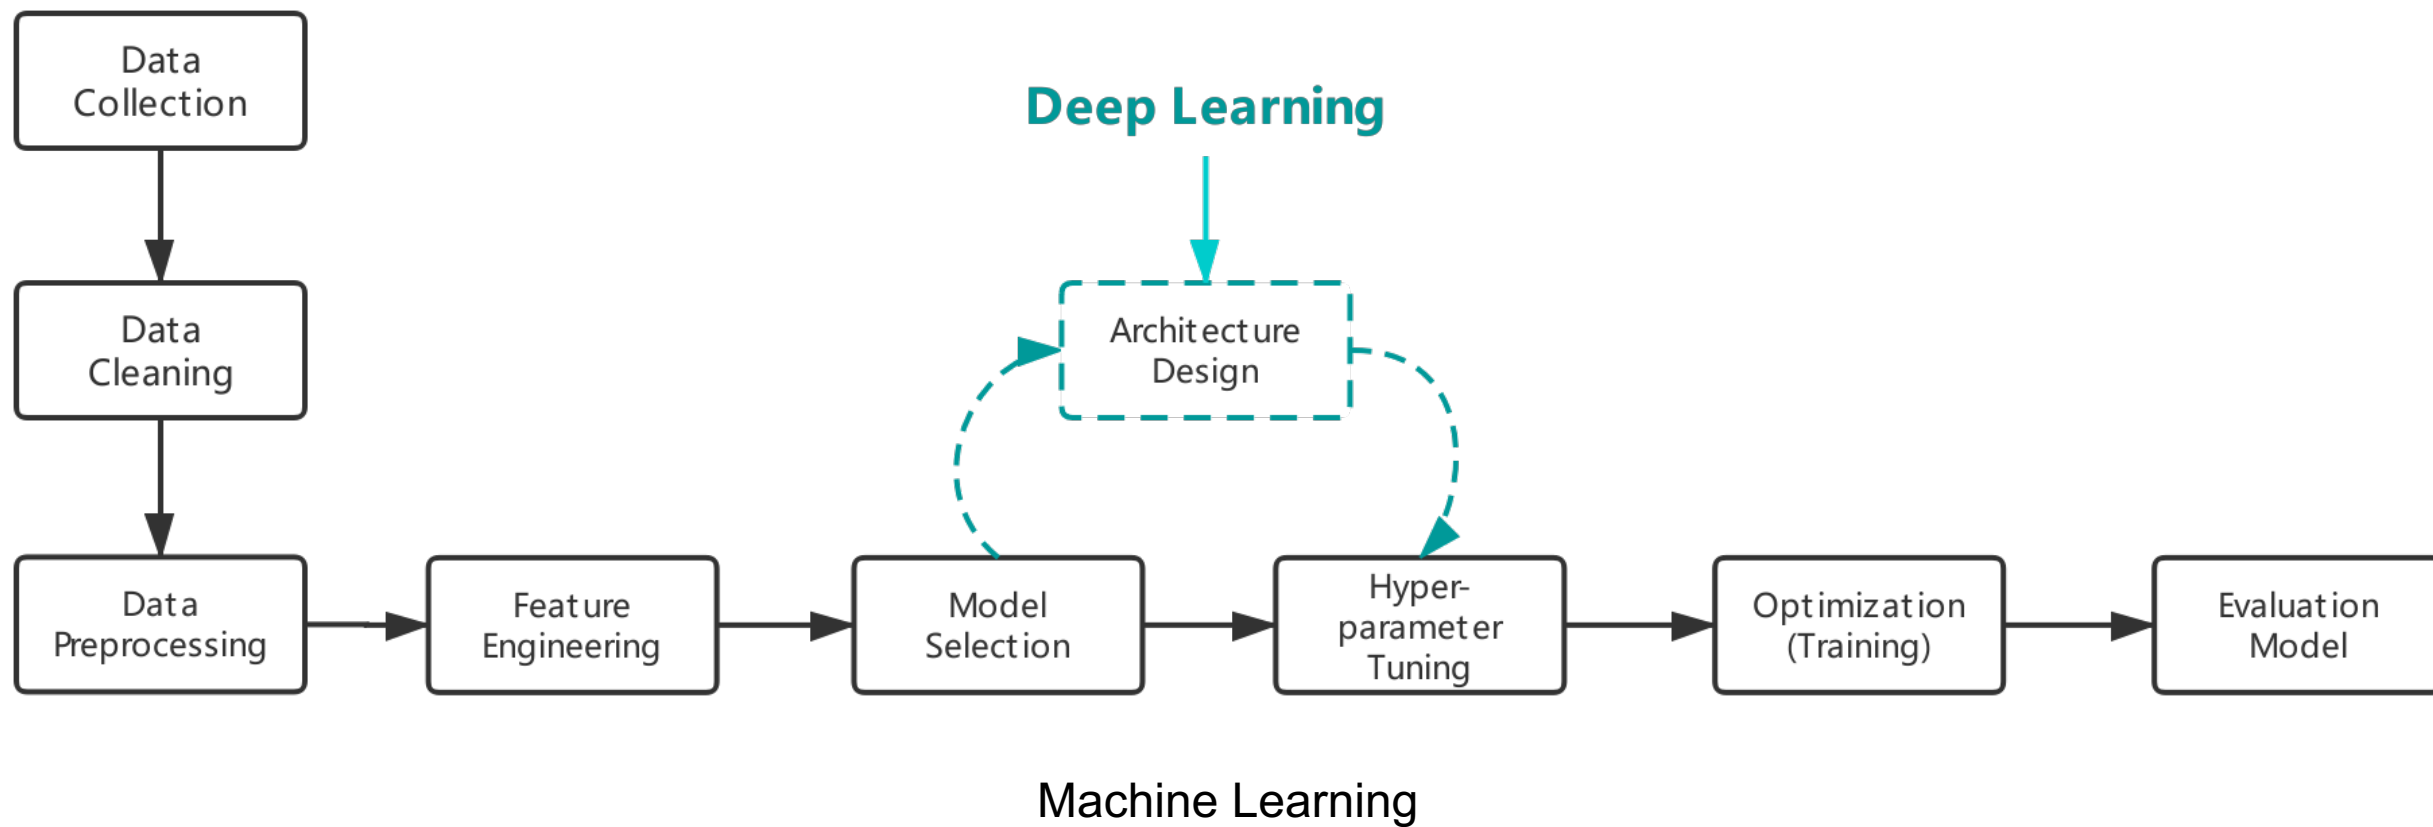 Data
Collection
Deep Learning
Data
Cleaning
Architecture
Design
Data
Preprocessing
Feature
Engineering
Model
Selection
Hyper-
parameter
Tuning
Optimization
(Training)
Evaluation
Model
Machine Learning